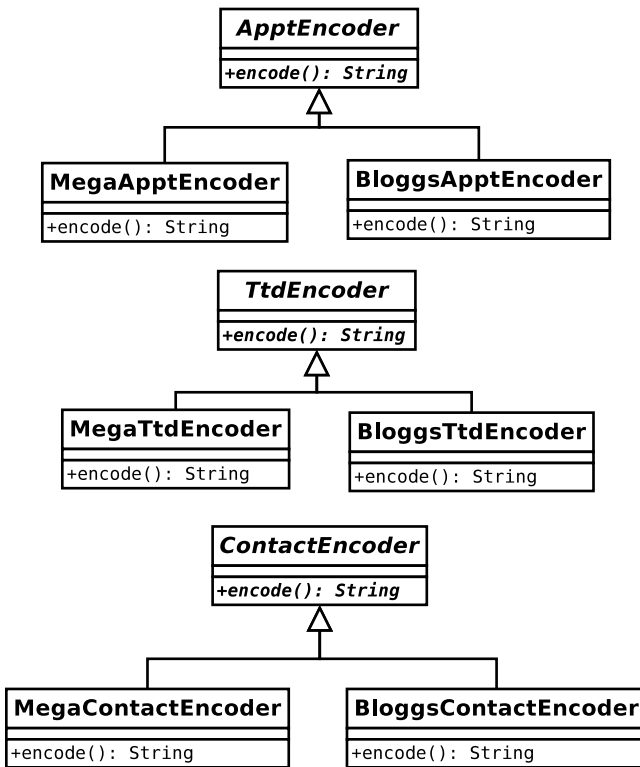 ApptEncoder
+encode(): String
MegaApptEncoder
BloggsApptEncoder
+encode(): String
+encode(): String
TtdEncoder
+encode(): String
MegaTtdEncoder
BloggsTtdEncoder
+encode(): String
+encode(): String
ContactEncoder
+encode(): String
MegaContactEncoder
BloggsContactEncoder
+encode(): String
+encode(): String